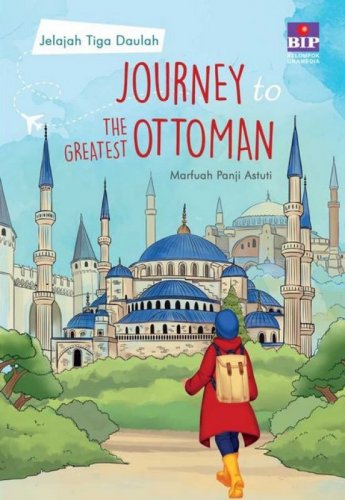 Jelajah Tiga Daulah
BIP
KELOMPOK
GRAMEDIA
JOURNEY to
THE
GREATEST
OTTOMAN
Marfuah Panji Astuti